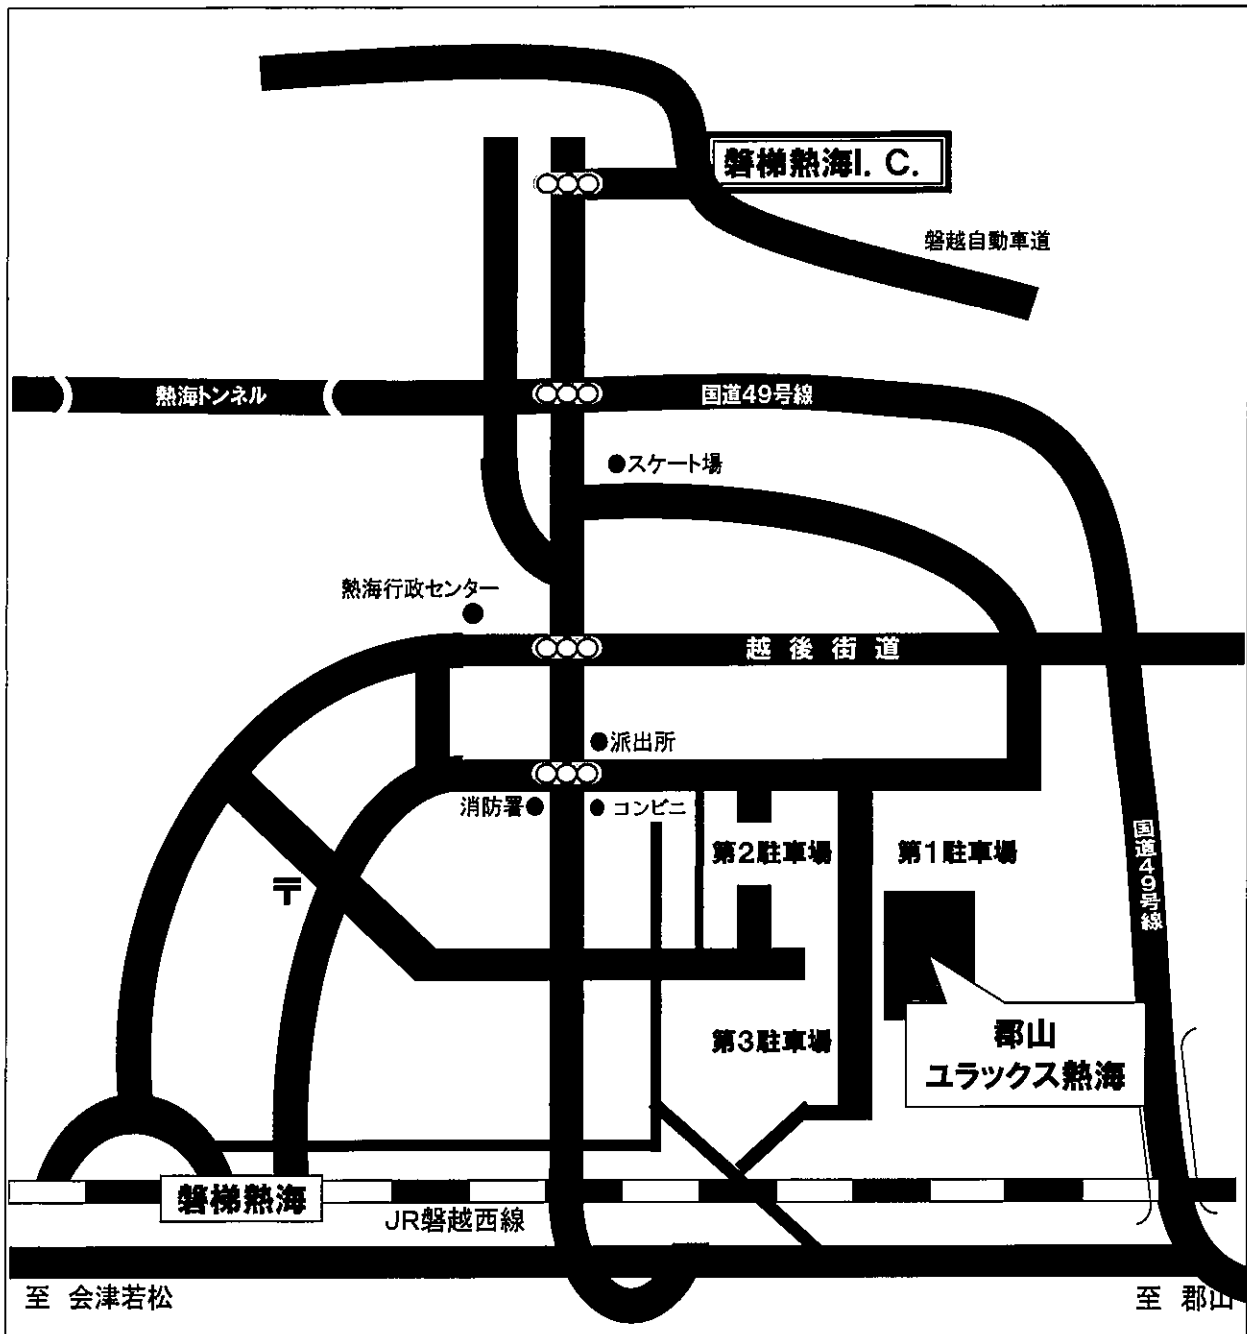 磐梯熱海I. C.
磐越自動車道
熱海トンネル
国道49号線
スケート場
熱海行政センター
越後街道
派出所
消防署
コンビニ
第2駐車場
第1駐車場
国道49号線
〒
第3駐車場
郡山
ユラックス熱海
磐梯熱海
JR磐越西線
至 会津若松
至 郡山